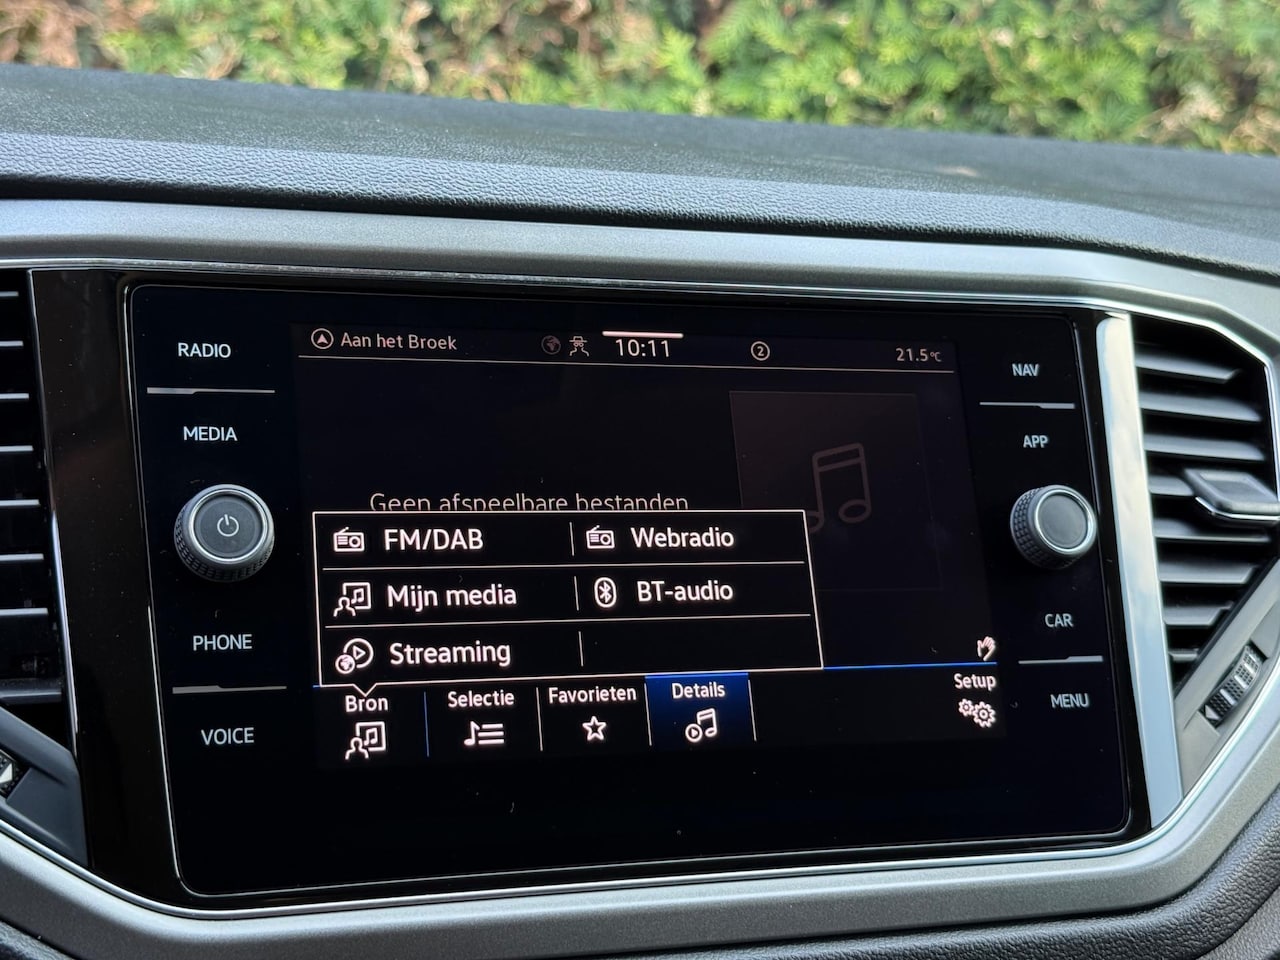 RADIO
MEDIA
PHONE
VOICE
Aan het Broek
10:11
2
21.5°C
Geen afspeelbare bestanden
FM/DAB
Webradio
Mijn media
BT-audio
Streaming
Bron
Selectie
Favorieten
Details
Setup
NAV
APP
CAR
MENU